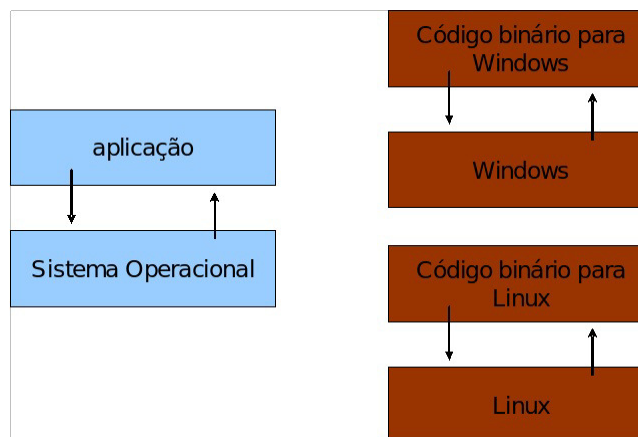 aplicação
Sistema Operacional
Código binário para
Windows
Windows
Código binário para
Linux
Linux